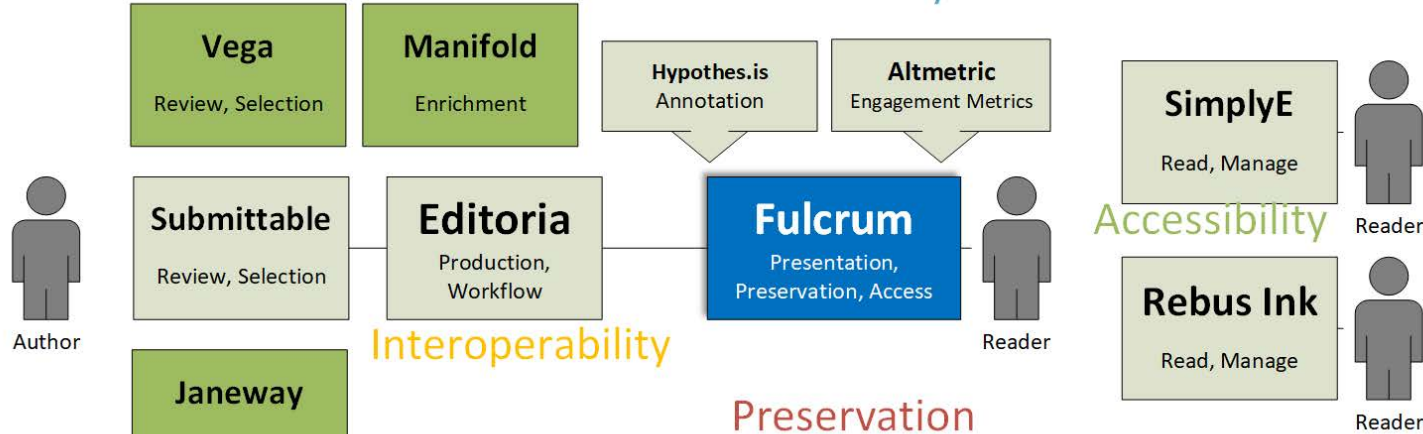 Vega
Review, Selection
Manifold
Enrichment
Hypothes.is
Annotation
Altmetric
Engagement Metrics
SimplyE
Read, Manage
Reader
Author
Submittable
Review, Selection
Editoria
Production,
Workflow
Fulcrum
Presentation,
Preservation, Access
Reader
Accessibility
Interoperability
Rebus Ink
Read, Manage
Reader
Janeway
Preservation